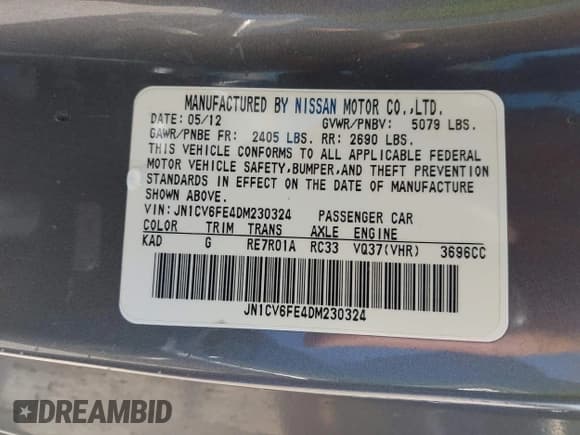 MANUFACTURED BY NISSAN MOTOR CO.,LTD.
DATE: 05/12 GVWR/PNBV: 5079 LBS.
GAWR/PNBE FR: 2405 LBS. RR: 2690 LBS.
THIS VEHICLE CONFORMS TO ALL APPLICABLE FEDERAL
MOTOR VEHICLE SAFETY,BUMPER,AND THEFT PREVENTION
STANDARDS IN EFFECT ON THE DATE OF MANUFACTURE
SHOWN ABOVE.
VIN: JN1CV6FE4DM230324 PASSENGER CAR
COLOR TRIM TRANS AXLE ENGINE
KAD G RE7R01A RC33 VQ37(VHR) 3696CC
JN1CV6FE4DM230324
DREAMBID